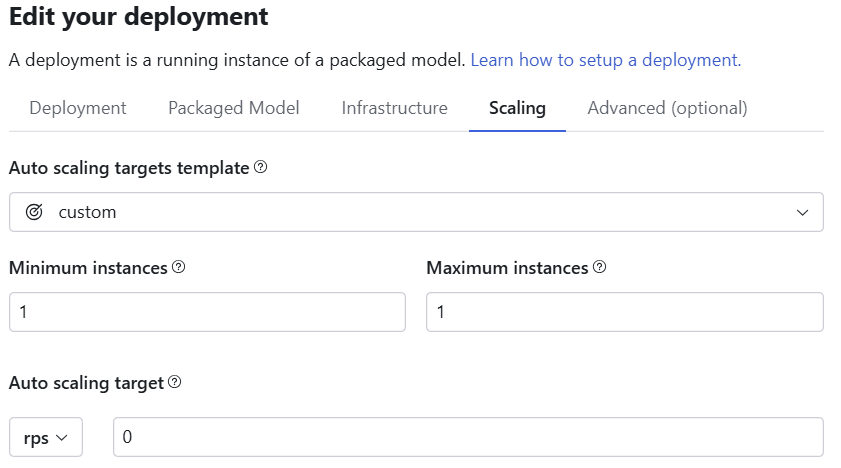 Edit your deployment
A deployment is a running instance of a packaged model. Learn how to setup a deployment.
Deployment Packaged Model Infrastructure Scaling Advanced (optional)
Auto scaling targets template ?
custom
Minimum instances ? Maximum instances ?
1 1
Auto scaling target ?
rps 0